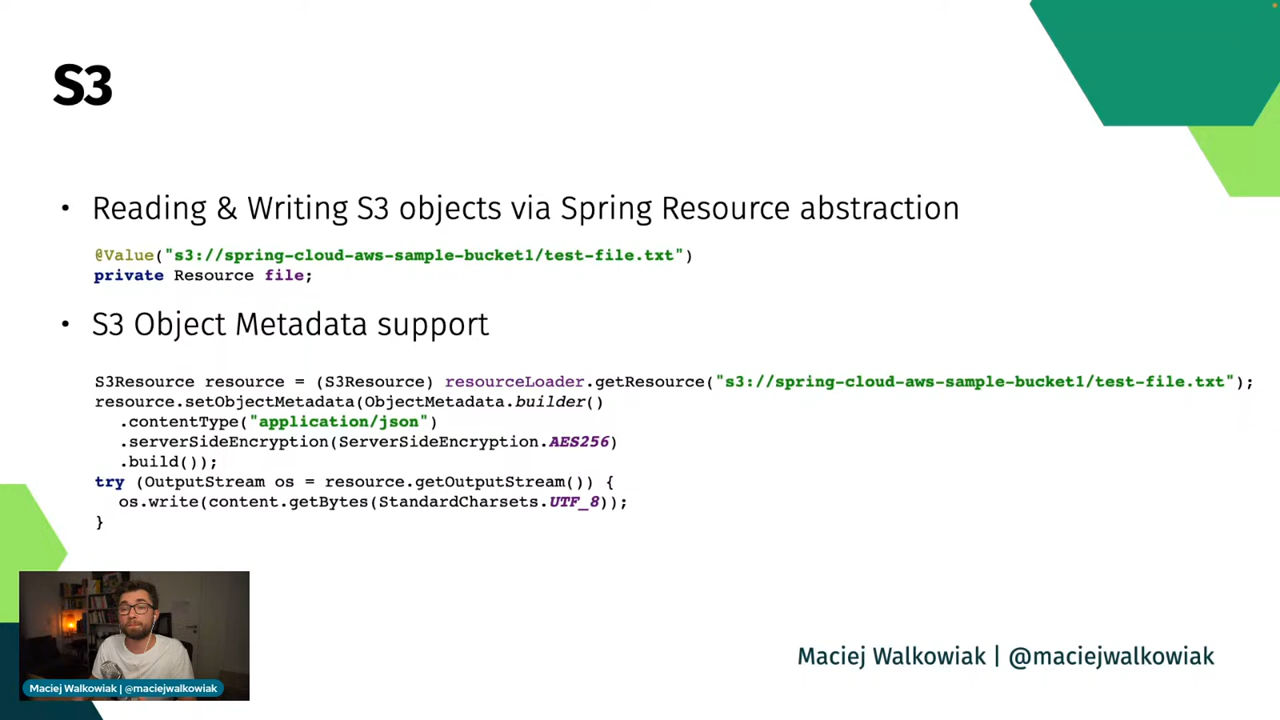 S3
• Reading & Writing S3 objects via Spring Resource abstraction
@Value("s3://spring-cloud-aws-sample-bucket1/test-file.txt")
private Resource file;
• S3 Object Metadata support
S3Resource resource = (S3Resource) resourceLoader.getResource("s3://spring-cloud-aws-sample-bucket1/test-file.txt");
resource.setObjectMetadata(ObjectMetadata.builder()
.contentType("application/json")
.serverSideEncryption(ServerSideEncryption.AES256)
.build());
try (OutputStream os = resource.getOutputStream()) {
os.write(content.getBytes(StandardCharsets.UTF_8));
}
Maciej Walkowiak | @maciejwalkowiak
Maciej Walkowiak | @maciejwalkowiak